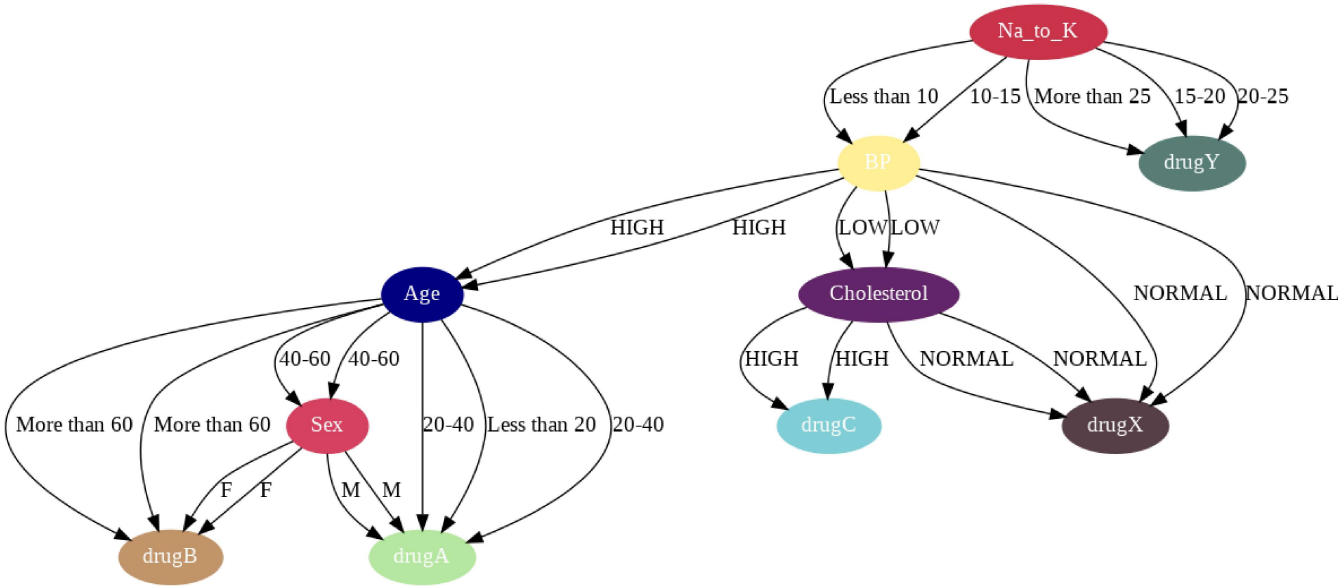 Na_to_K
Less than 10
10-15
More than 25
15-20
20-25
BP
drugY
HIGH
HIGH
LOW
LOW
Age
Cholesterol
NORMAL
NORMAL
40-60
40-60
HIGH
HIGH
NORMAL
NORMAL
More than 60
More than 60
Sex
20-40
Less than 20
20-40
drugC
drugX
F
F
M
M
drugB
drugA